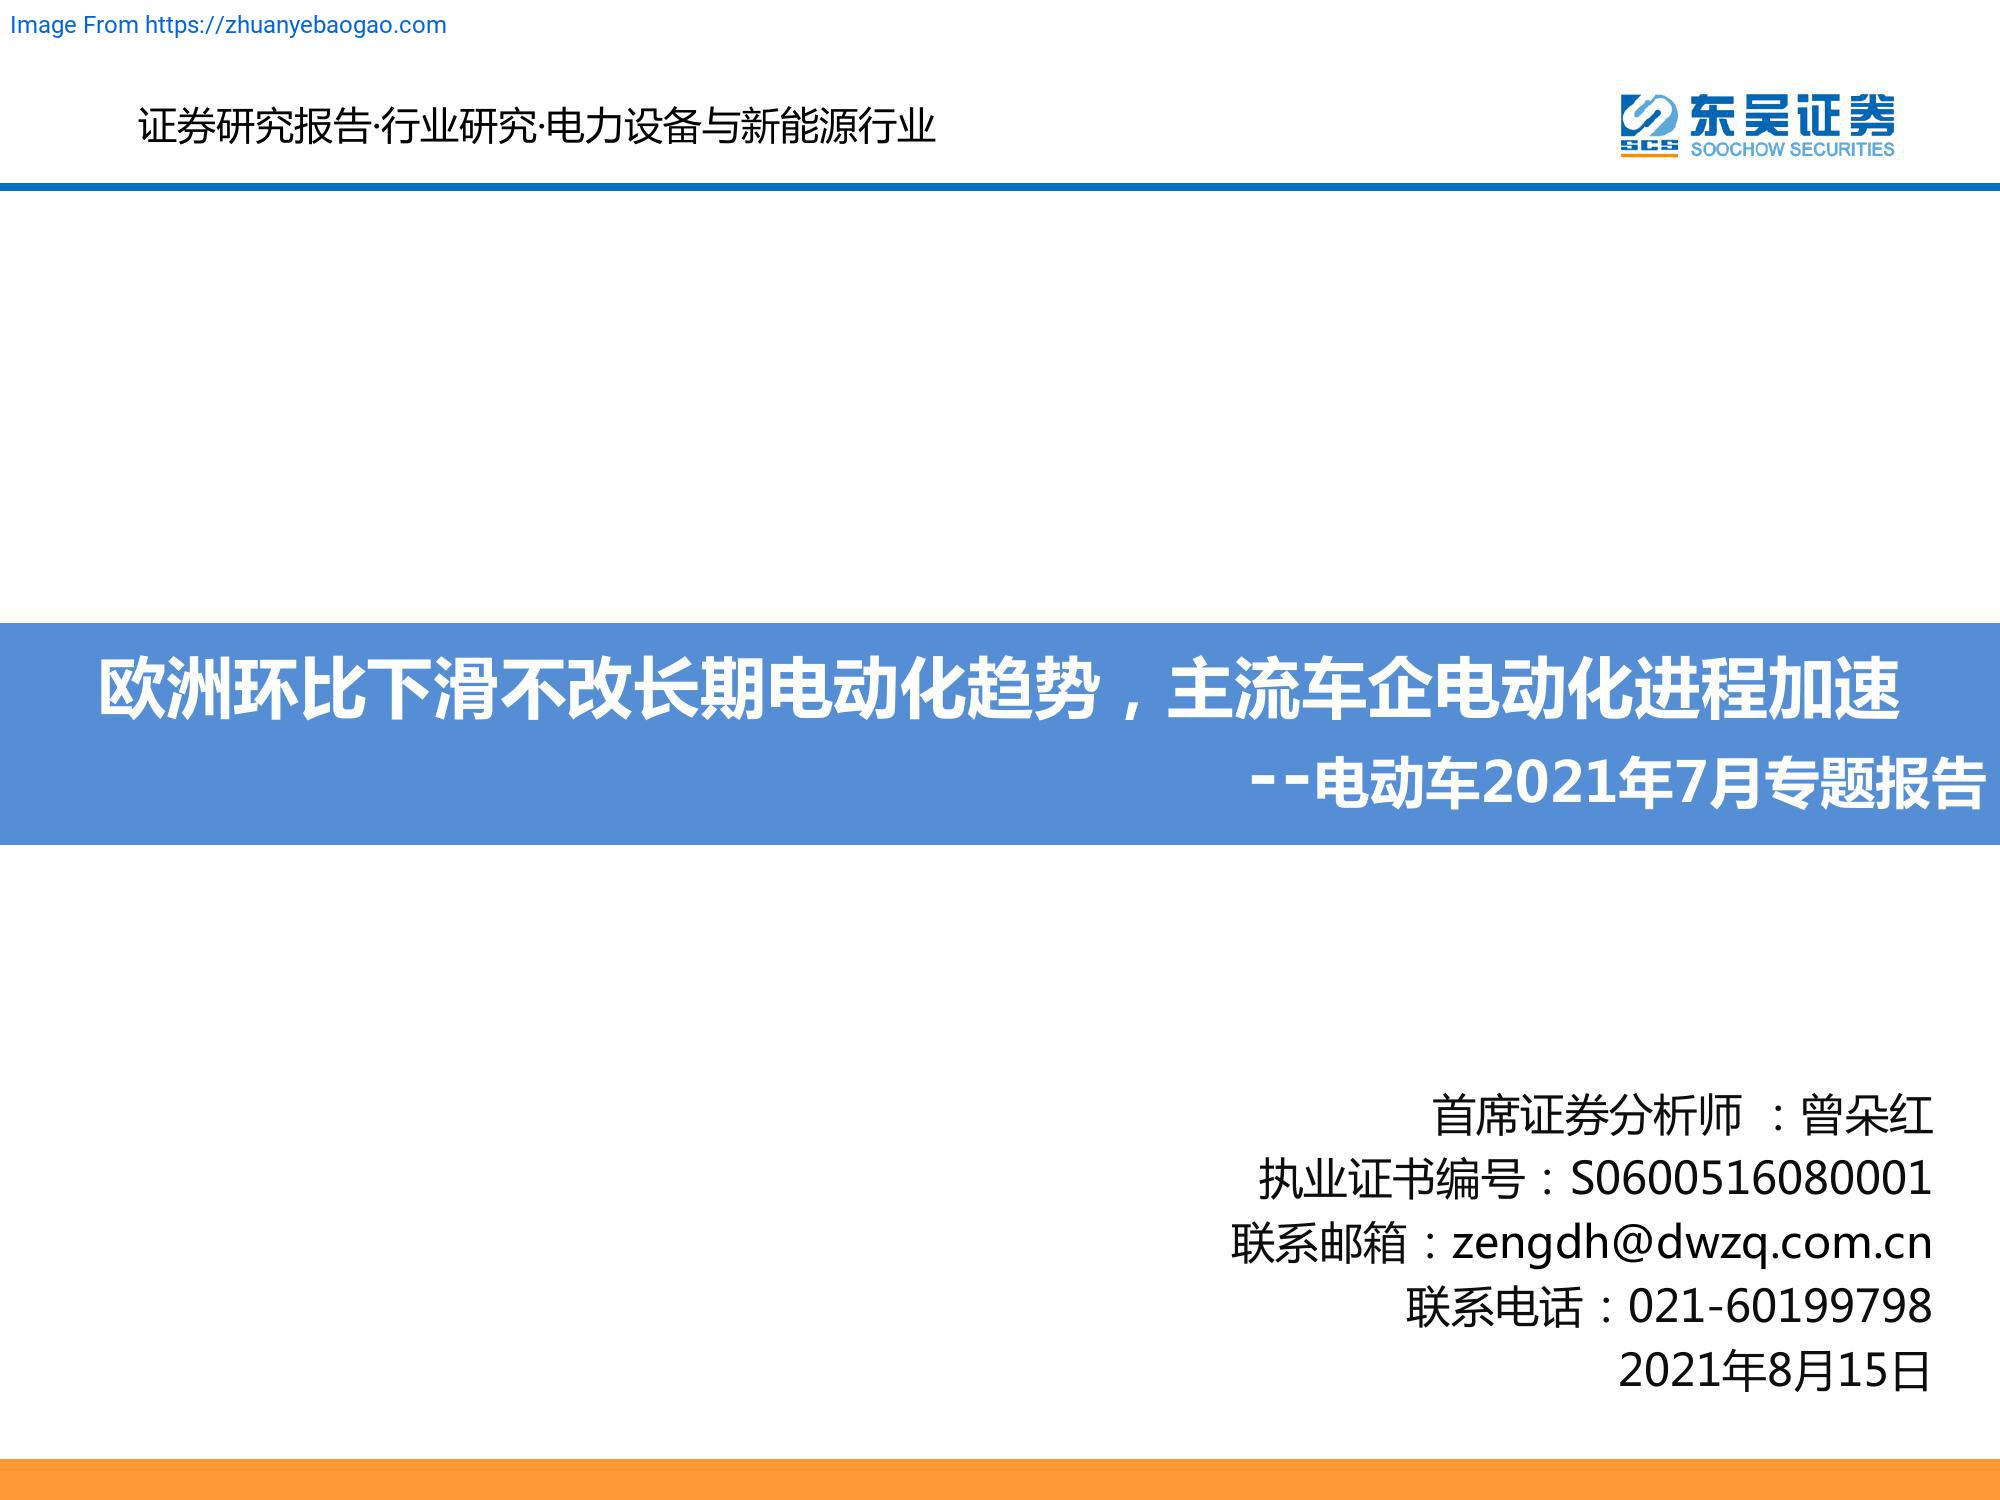 Image From https://zhuanyebaogao.com
证券研究报告·行业研究·电力设备与新能源行业
东吴证券
SCS
SOOCHOW SECURITIES
欧洲环比下滑不改长期电动化趋势，主流车企电动化进程加速
--电动车2021年7月专题报告
首席证券分析师 ：曾朵红
执业证书编号：S0600516080001
联系邮箱：zengdh@dwzq.com.cn
联系电话：021-60199798
2021年8月15日